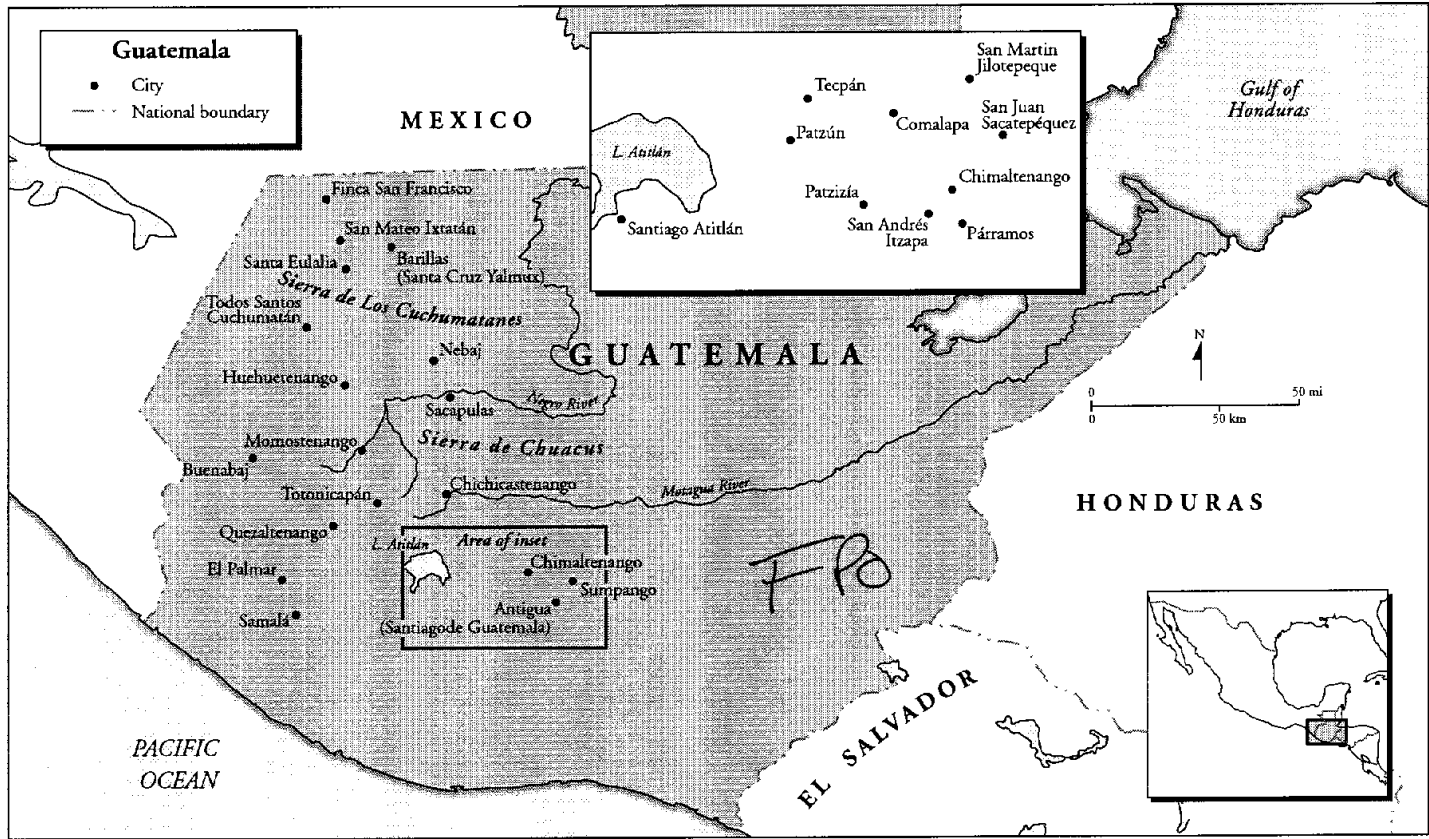 Guatemala
City
National boundary
MEXICO
Gulf of
Honduras
San Martin
Jilotepeque
Tecpán
Comalapa
San Juan
Sacatepéquez
Patzún
L. Atitlán
Chimaltenango
Patzizía
San Andrés
Itzapa
Párramos
Santiago Atitlán
Finca San Francisco
San Mateo Ixtatán
Santa Eulalia
Barillas
(Santa Cruz Yalmux)
Sierra de Los Cuchumatanes
Todos Santos
Cuchumatán
Nebaj
GUATEMALA
Huehuetenango
Negro River
Sacapulas
N
0 50 mi
0 50 km
Momostenango
Sierra de Chuacus
Buenabaj
Totonicapán
Chichicastenango
Motagua River
HONDURAS
Quezaltenango
L. Atitlán
Area of inset
El Palmar
Chimaltenango
Sumpango
Samalá
Antigua
(Santiagode Guatemala)
FPO
EL SALVADOR
PACIFIC
OCEAN